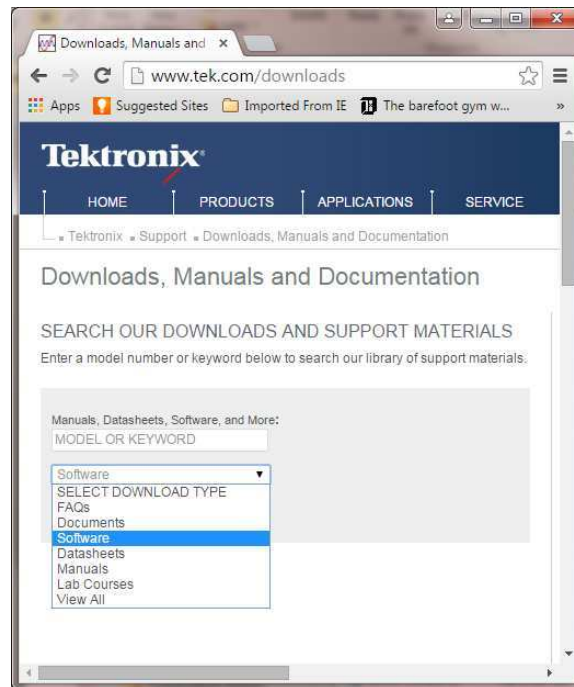 Downloads, Manuals and
www.tek.com/downloads
Apps Suggested Sites Imported From IE The barefoot gym w... »
Tektronix
HOME PRODUCTS APPLICATIONS SERVICE
Tektronix Support Downloads, Manuals and Documentation
Downloads, Manuals and Documentation
SEARCH OUR DOWNLOADS AND SUPPORT MATERIALS
Enter a model number or keyword below to search our library of support materials.
Manuals, Datasheets, Software, and More:
MODEL OR KEYWORD
Software
SELECT DOWNLOAD TYPE
FAQs
Documents
Software
Datasheets
Manuals
Lab Courses
View All